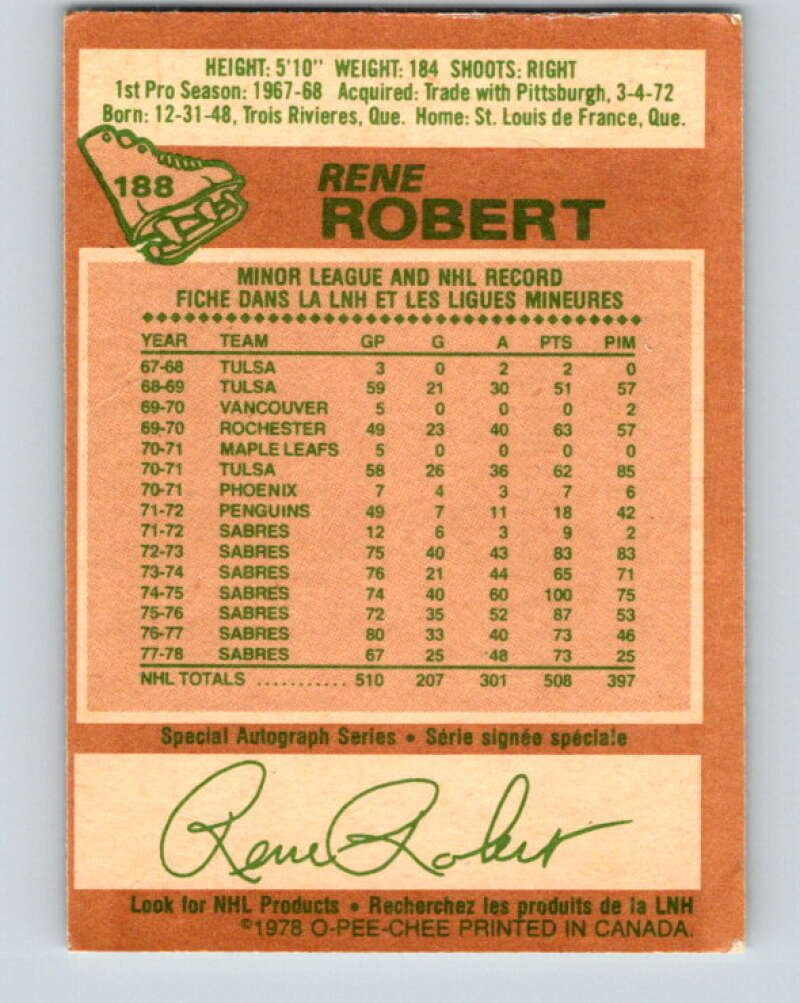 HEIGHT: 5'10" WEIGHT: 184 SHOOTS: RIGHT
1st Pro Season: 1967-68 Acquired: Trade with Pittsburgh, 3-4-72
Born: 12-31-48, Trois Rivieres, Que. Home: St. Louis de France, Que.
188
RENE
ROBERT
MINOR LEAGUE AND NHL RECORD
FICHE DANS LA LNH ET LES LIGUES MINEURES
YEAR TEAM GP G A PTS PIM
67-68 TULSA 3 0 2 2 0
68-69 TULSA 59 21 30 51 57
69-70 VANCOUVER 5 0 0 0 2
69-70 ROCHESTER 49 23 40 63 57
70-71 MAPLE LEAFS 5 0 0 0 0
70-71 TULSA 58 26 36 62 85
70-71 PHOENIX 7 4 3 7 6
71-72 PENGUINS 49 7 11 18 42
71-72 SABRES 12 6 3 9 2
72-73 SABRES 75 40 43 83 83
73-74 SABRES 76 21 44 65 71
74-75 SABRES 74 40 60 100 75
75-76 SABRES 72 35 52 87 53
76-77 SABRES 80 33 40 73 46
77-78 SABRES 67 25 48 73 25
NHL TOTALS ........... 510 207 301 508 397
Special Autograph Series • Série signée spéciale
Rene Robert
Look for NHL Products • Recherchez les produits de la LNH
©1978 O-PEE-CHEE PRINTED IN CANADA.